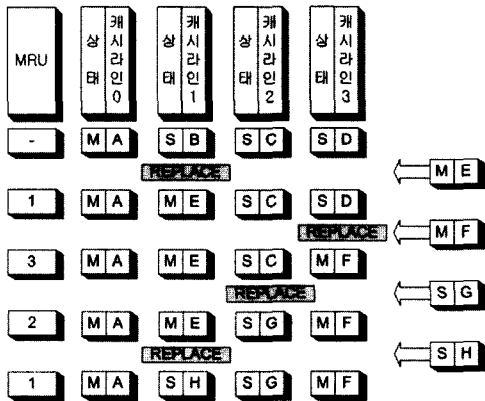 MRU 상태 캐시라인0 상태 캐시라인1 상태 캐시라인2 상태 캐시라인3
- M A S B S C S D
REPLACE M E
1 M A M E S C S D
REPLACE M F
3 M A M E S C M F
REPLACE S G
2 M A M E S G M F
REPLACE S H
1 M A S H S G M F